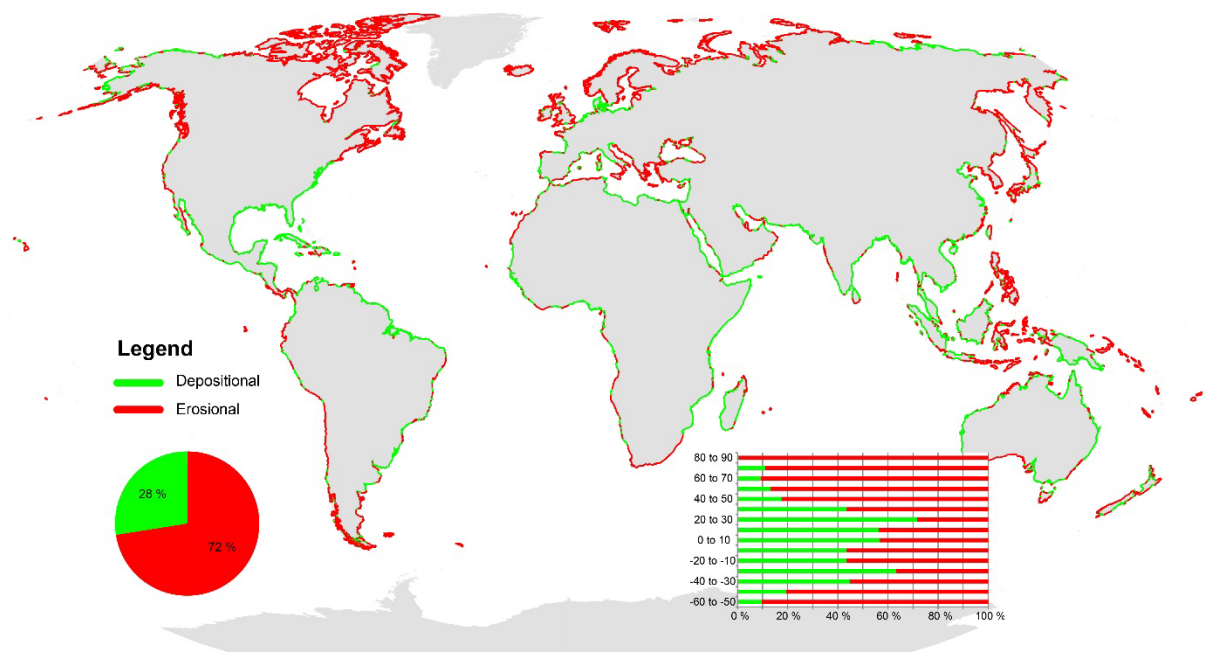 Legend
Depositional
Erosional
28 %
72 %
80 to 90
60 to 70
40 to 50
20 to 30
0 to 10
-20 to -10
-40 to -30
-60 to -50
0 % 20 % 40 % 60 % 80 % 100 %